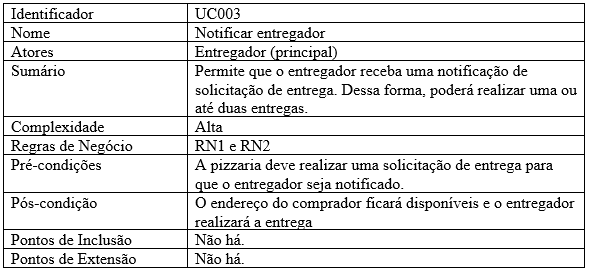 Identificador UC003
Nome Notificar entregador
Atores Entregador (principal)
Sumário Permite que o entregador receba uma notificação de
solicitação de entrega. Dessa forma, poderá realizar uma ou
até duas entregas.
Complexidade Alta
Regras de Negócio RN1 e RN2
Pré-condições A pizzaria deve realizar uma solicitação de entrega para
que o entregador seja notificado.
Pós-condição O endereço do comprador ficará disponíveis e o entregador
realizará a entrega
Pontos de Inclusão Não há.
Pontos de Extensão Não há.